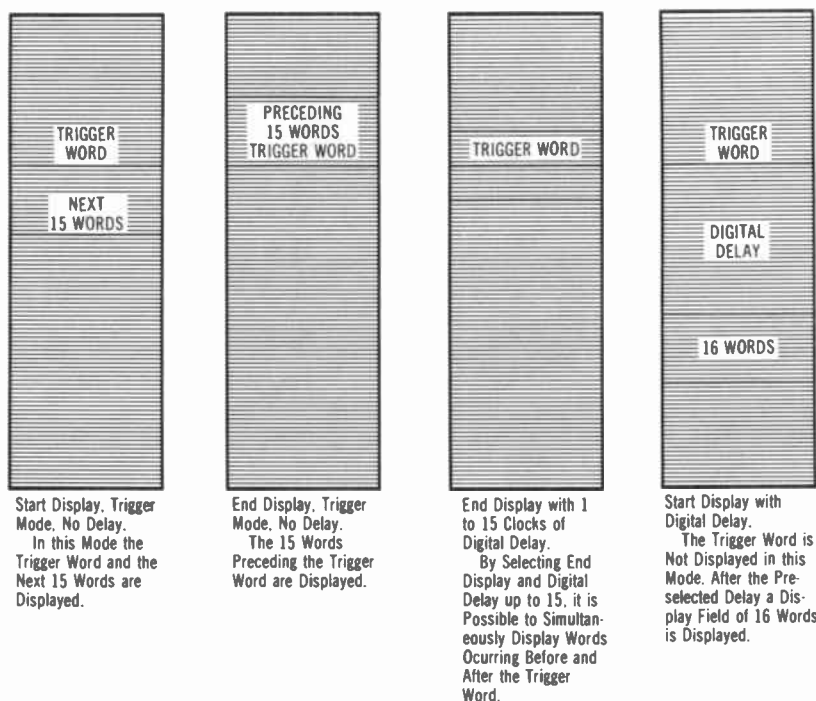 TRIGGER
WORD
NEXT
15 WORDS
Start Display, Trigger
Mode, No Delay.
In this Mode the
Trigger Word and the
Next 15 Words are
Displayed.
PRECEDING
15 WORDS
TRIGGER WORD
End Display, Trigger
Mode, No Delay.
The 15 Words
Preceding the Trigger
Word are Displayed.
TRIGGER WORD
End Display with 1
to 15 Clocks of
Digital Delay.
By Selecting End
Display and Digital
Delay up to 15, it is
Possible to Simultan-
eously Display Words
Ocurring Before and
After the Trigger
Word.
TRIGGER
WORD
DIGITAL
DELAY
16 WORDS
Start Display with
Digital Delay.
The Trigger Word is
Not Displayed in this
Mode. After the Pre-
selected Delay a Dis-
play Field of 16 Words
is Displayed.